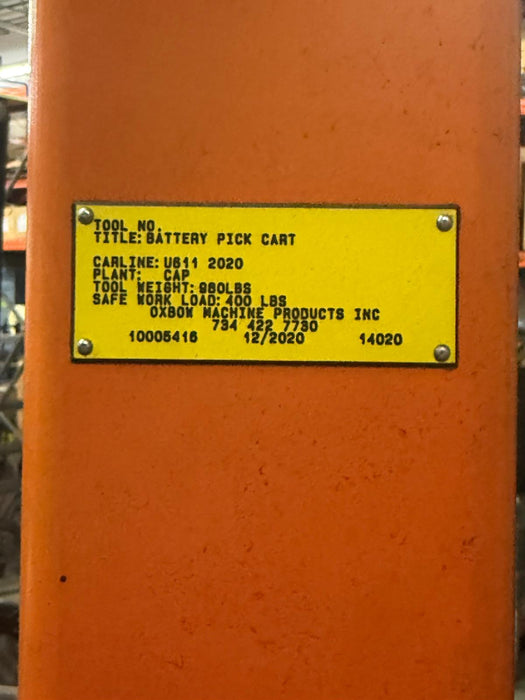 TOOL NO.
TITLE: BATTERY PICK CART
CARLINE: U611 2020
PLANT: CAP
TOOL WEIGHT: 980LBS
SAFE WORK LOAD: 400 LBS
OXBOW MACHINE PRODUCTS INC
734 422 7730
10005416 12/2020 14020